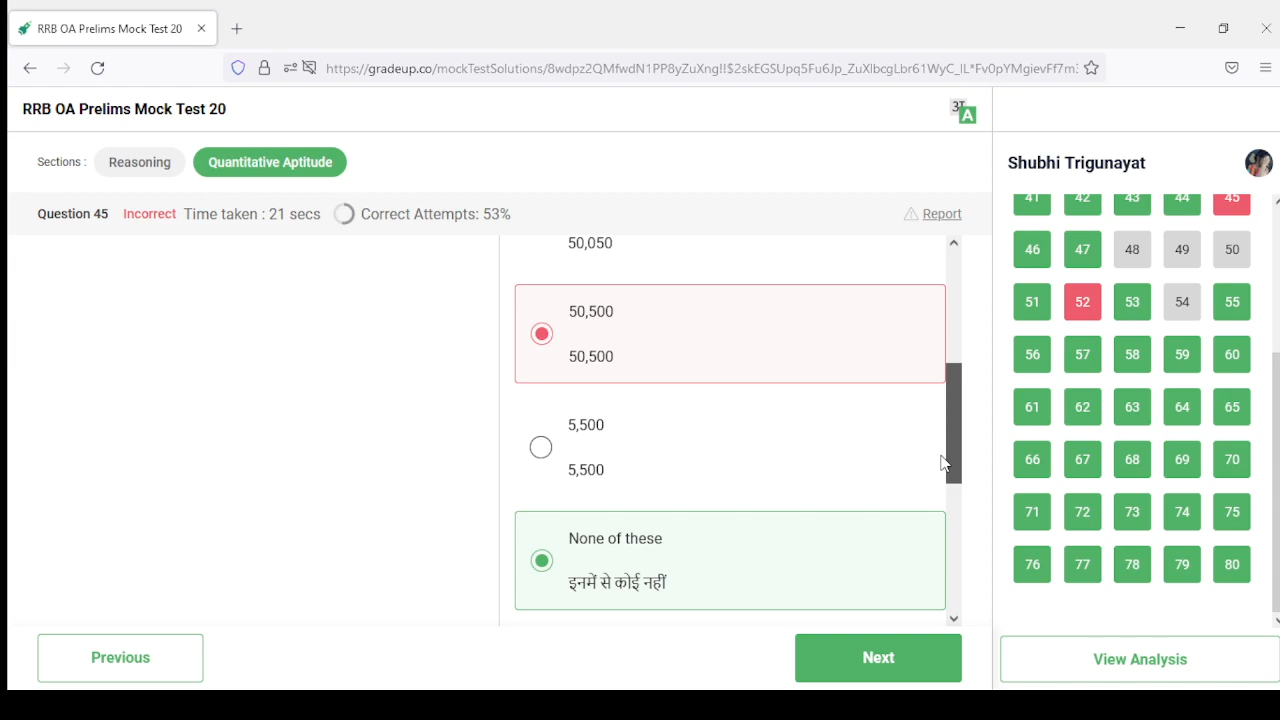 RRB OA Prelims Mock Test 20
https://gradeup.co/mockTestSolutions/8wdpz2QMfwdN1PP8yZuXng!!$2skEGSUpq5Fu6Jp_ZuXlbcgLbr61WyC_IL*Fv0pYMgievFf7m:
RRB OA Prelims Mock Test 20
A
Sections :
Reasoning
Quantitative Aptitude
Shubhi Trigunayat
Question 45 Incorrect Time taken : 21 secs Correct Attempts: 53% Report
50,050
50,500
50,500
5,500
5,500
None of these
इनमें से कोई नहीं
41 42 43 44 45
46 47 48 49 50
51 52 53 54 55
56 57 58 59 60
61 62 63 64 65
66 67 68 69 70
71 72 73 74 75
76 77 78 79 80
Previous
Next
View Analysis